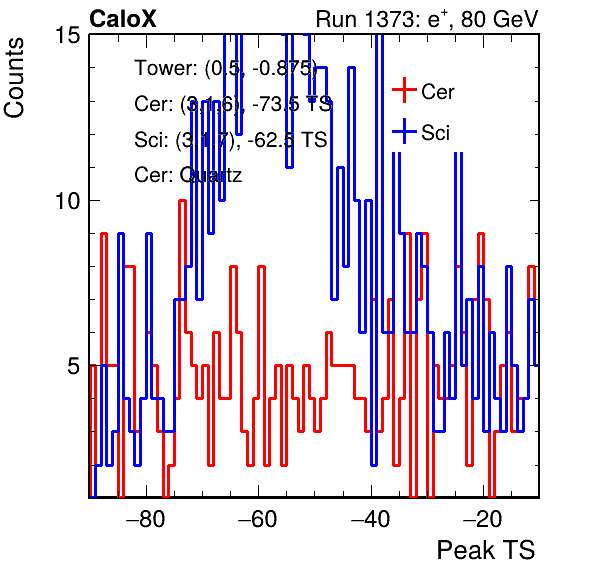 CaloX Run 1373: e⁺, 80 GeV
Counts
15
Tower: (0.5, -0.875)
Cer: (3,1,6), -73.5 TS
Sci: (3,1,7), -62.5 TS
Cer: Quartz
Cer
Sci
10
5
−80 −60 −40 −20
Peak TS